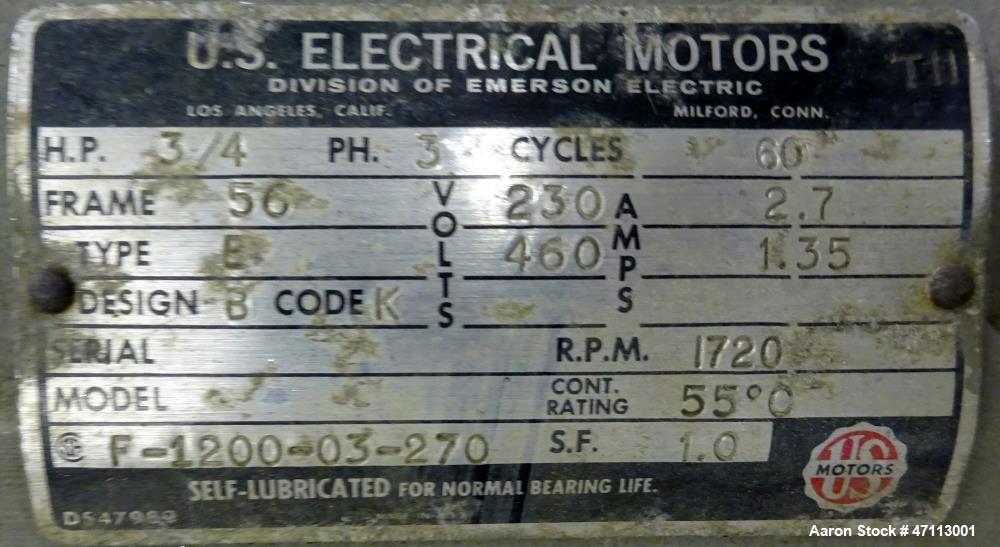 U.S. ELECTRICAL MOTORS
T11
DIVISION OF EMERSON ELECTRIC
LOS ANGELES, CALIF. MILFORD, CONN.
H.P. 3/4 PH. 3 CYCLES 60
FRAME 56 VOLTS 230 AMPS 2.7
TYPE E 460 1.35
DESIGN B CODE K
SERIAL R.P.M. 1720
MODEL CONT. RATING 55°C
F-1200-03-270 S.F. 1.0
US MOTORS
SELF-LUBRICATED FOR NORMAL BEARING LIFE.
Aaron Stock # 47113001